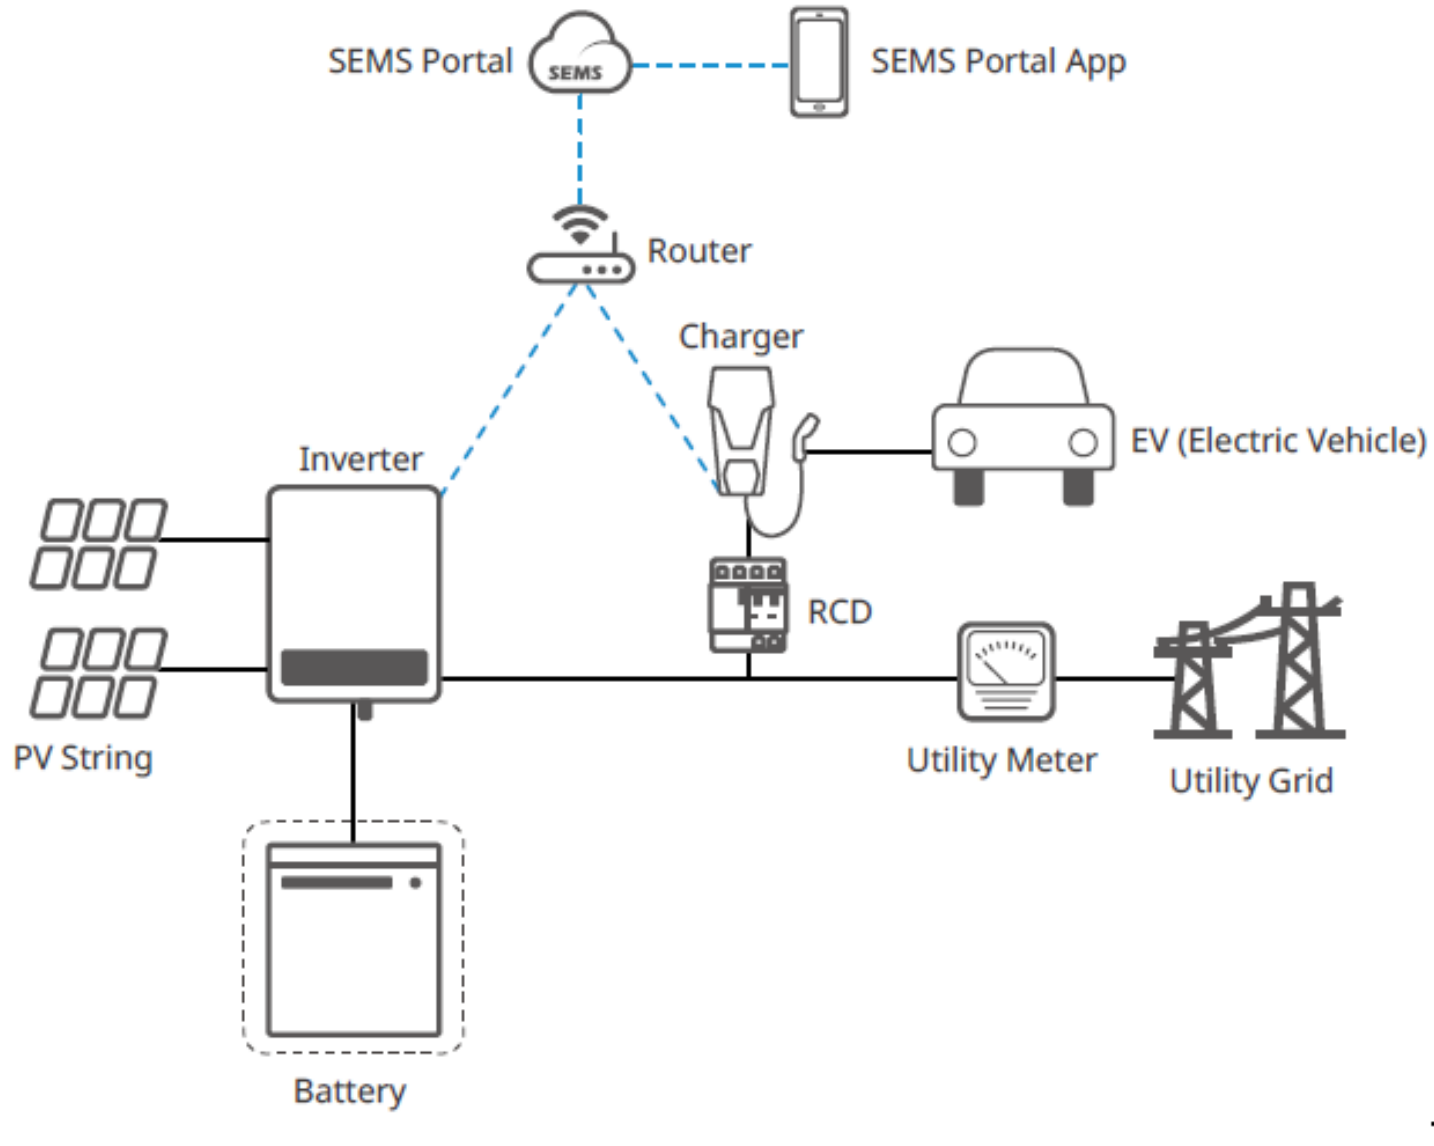 SEMS Portal
SEMS
SEMS Portal App
Router
Charger
EV (Electric Vehicle)
Inverter
RCD
PV String
Utility Meter
Utility Grid
Battery